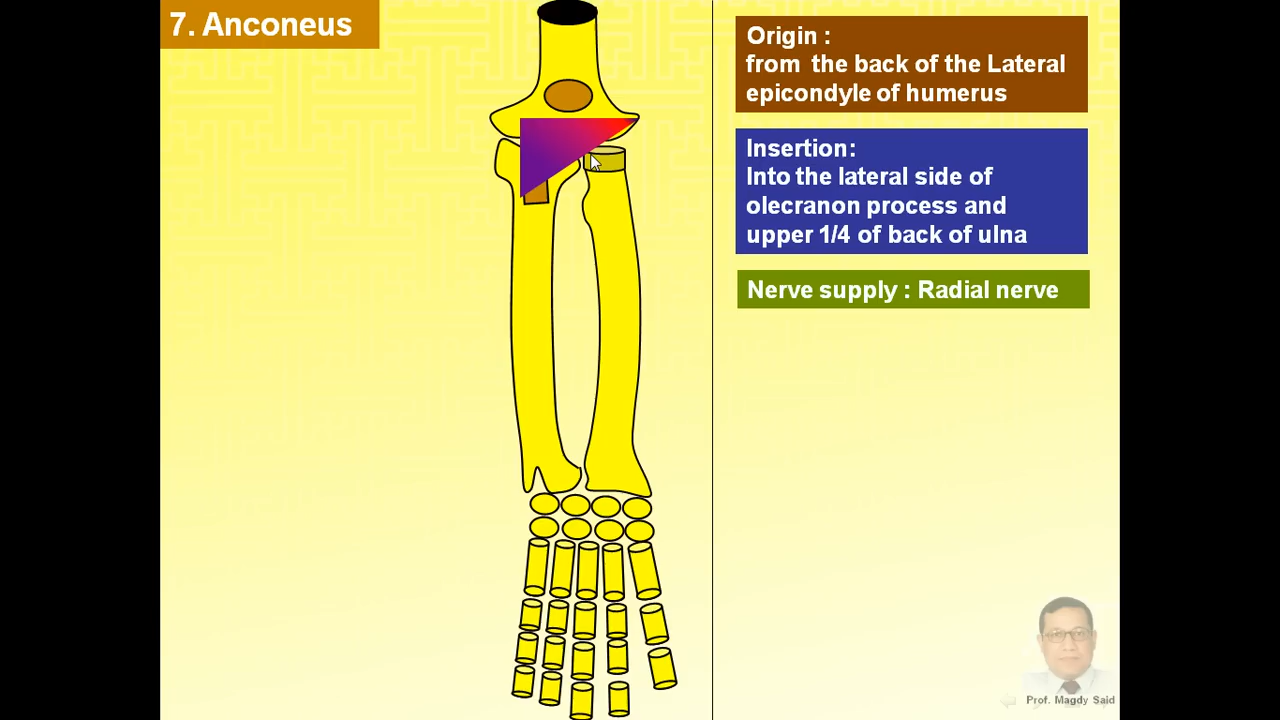 7. Anconeus
Origin :
from the back of the Lateral
epicondyle of humerus
Insertion:
Into the lateral side of
olecranon process and
upper 1/4 of back of ulna
Nerve supply : Radial nerve
Prof. Magdy Said